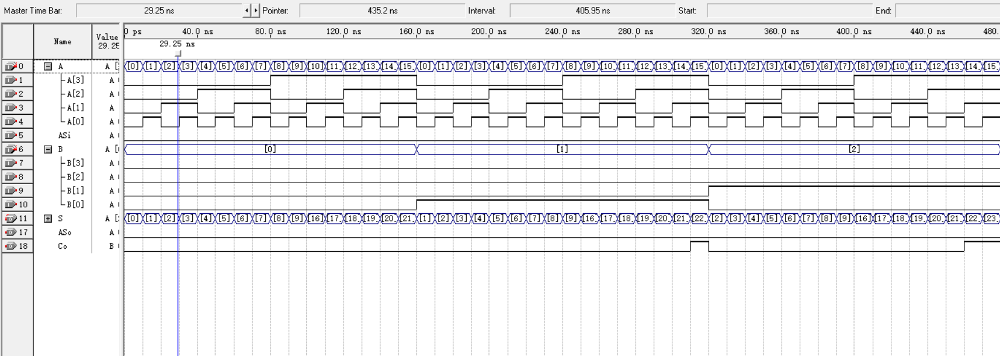 Master Time Bar: 29.25 ns Pointer: 435.2 ns Interval: 405.95 ns Start: End:
0 ps 40.0 ns 80.0 ns 120.0 ns 160.0 ns 200.0 ns 240.0 ns 280.0 ns 320.0 ns 360.0 ns 400.0 ns 440.0 ns 480.
Name Value
29.25
29.25 ns
0 A A [ [0] [1] [2] [3] [4] [5] [6] [7] [8] [9] [10] [11. [12. [13. [14. [15. [0] [1] [2] [3] [4] [5] [6] [7] [8] [9] [10. [11. [12. [13. [14. [15. [0] [1] [2] [3] [4] [5] [6] [7] [8] [9] [10. [11. [12. [13. [14. [15.
1 A[3] A
2 A[2] A
3 A[1] A
4 A[0] A
5 ASi A
6 B A [ [0] [1] [2]
7 B[3] A
8 B[2] A
9 B[1] A
10 B[0] A
11 S A [ [0] [1] [2] [3] [4] [5] [6] [7] [8] [9] [16] [17. [18. [19. [20. [21. [1] [2] [3] [4] [5] [6] [7] [8] [9] [16] [17. [18. [19. [20. [21. [22. [2] [3] [4] [5] [6] [7] [8] [9] [16] [17. [18. [19. [20. [21. [22. [23.
17 ASo A
18 Co B